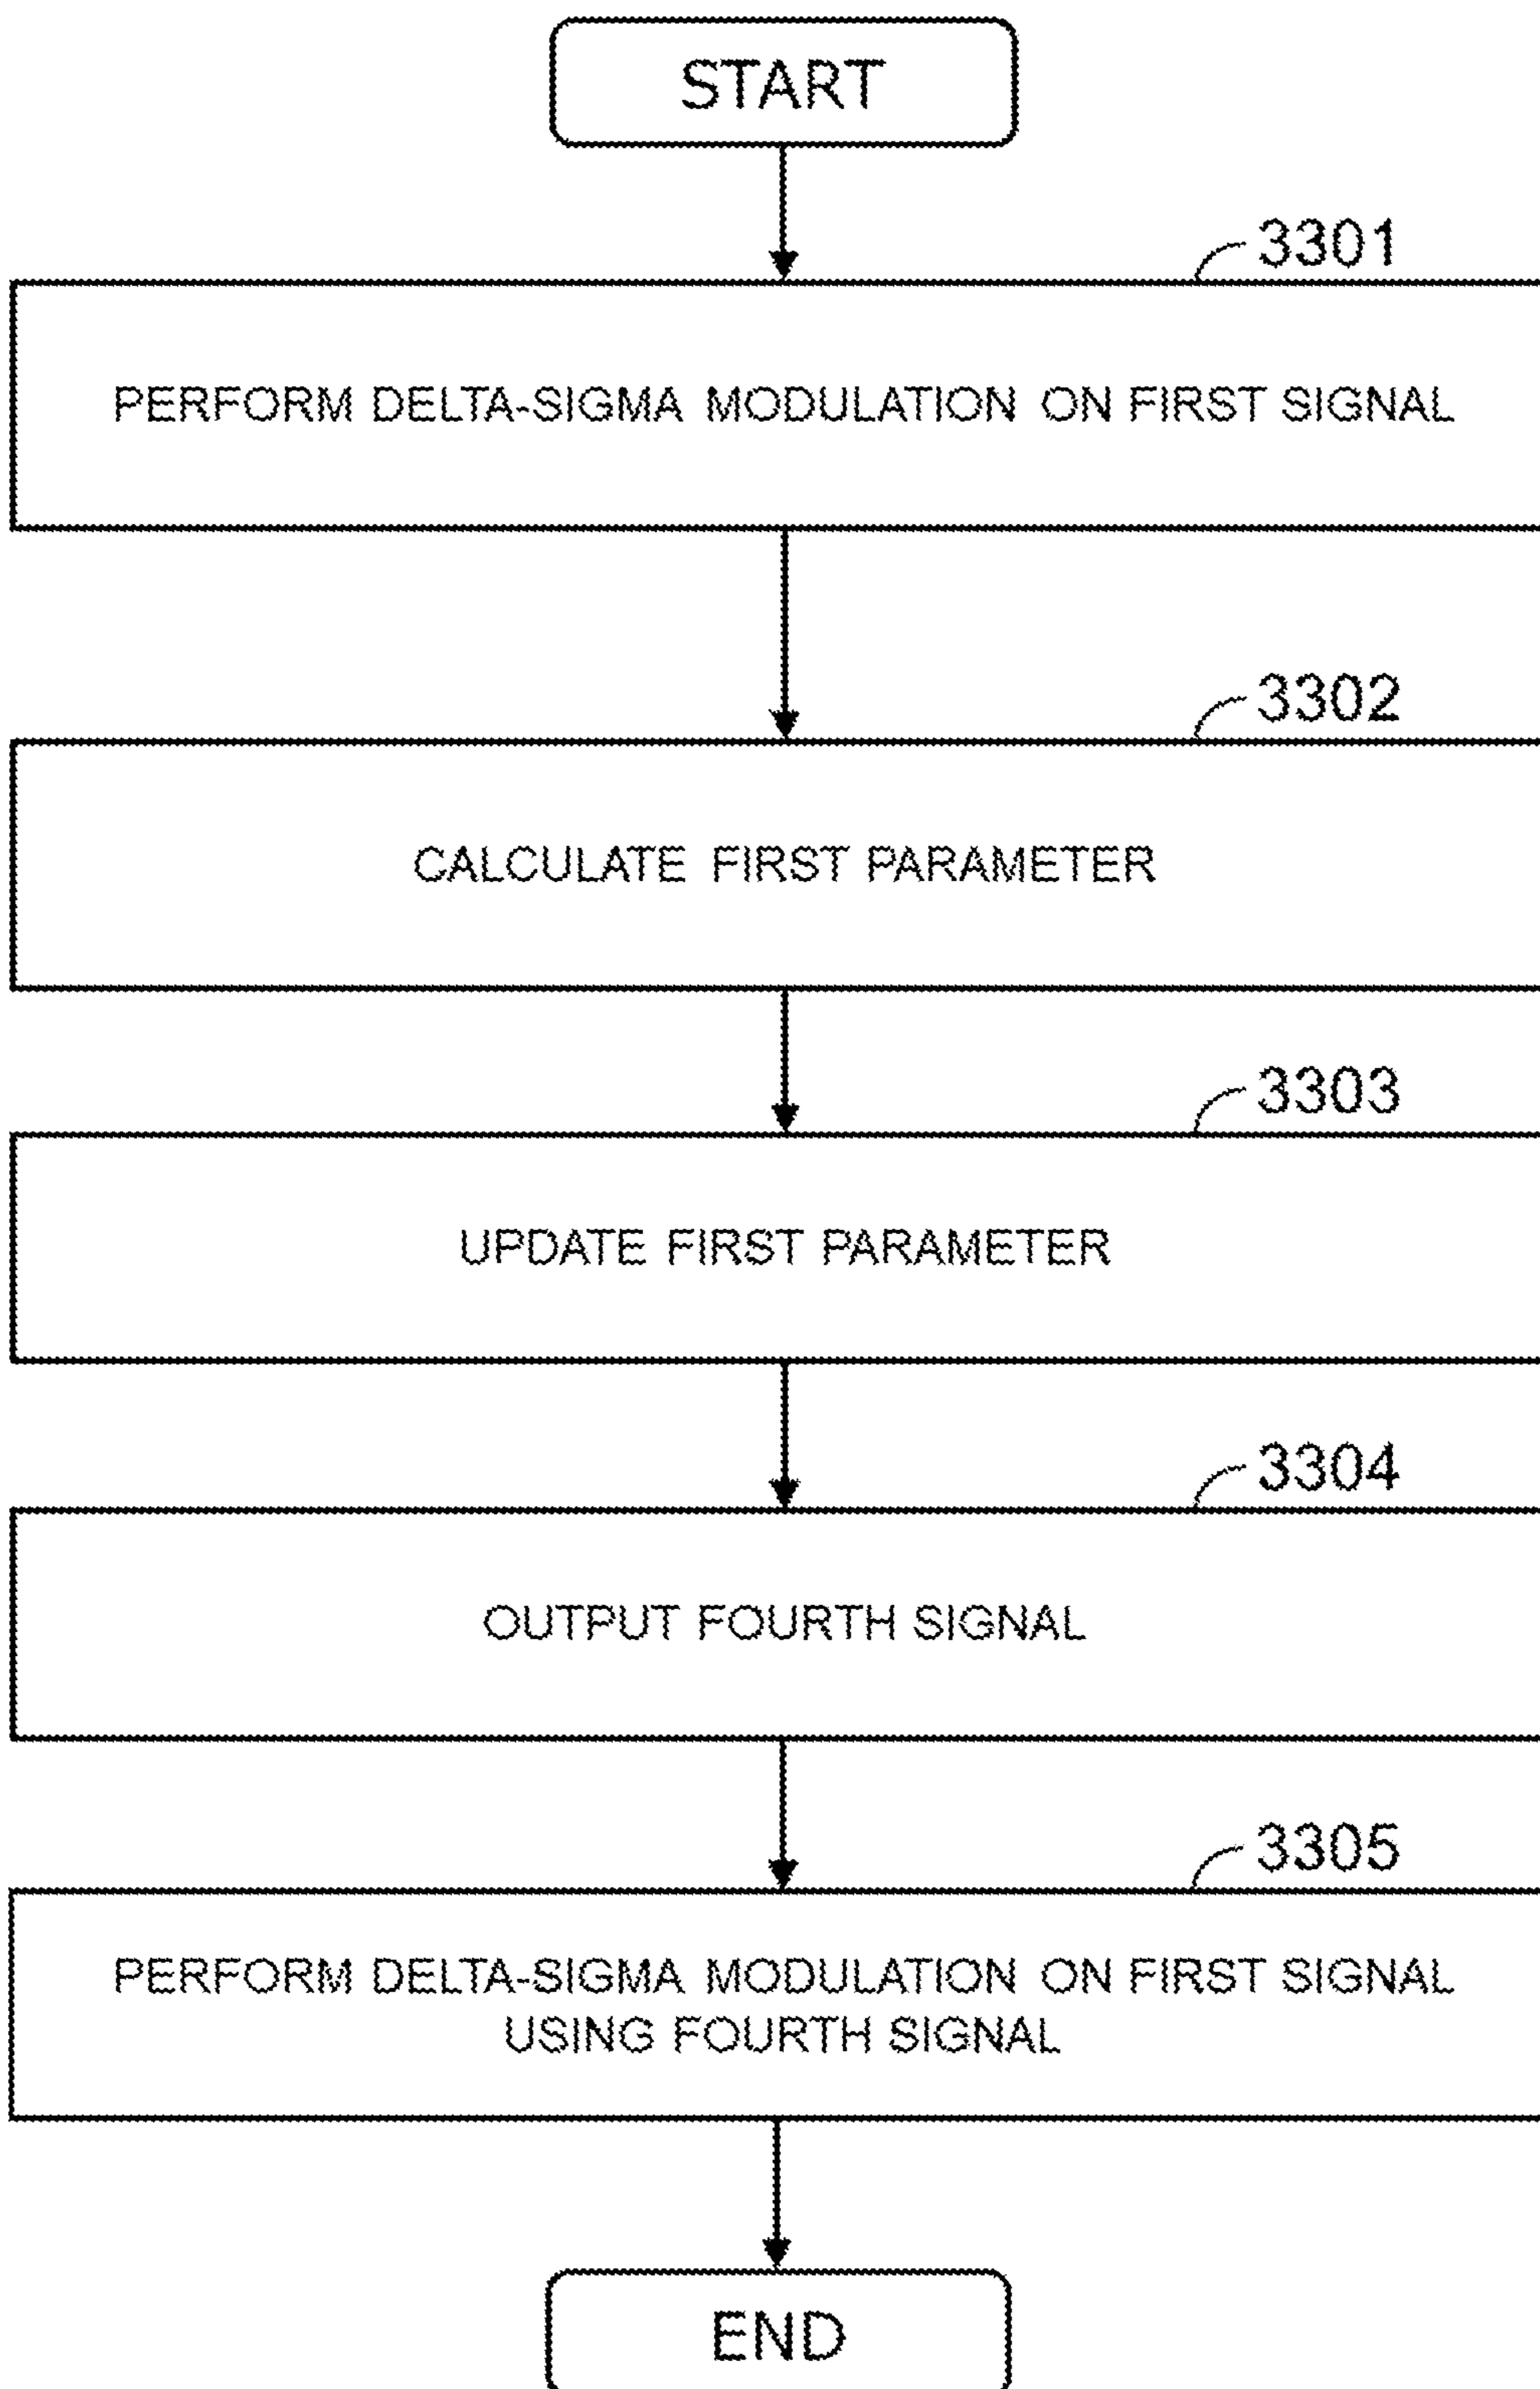 START
3301
PERFORM DELTA-SIGMA MODULATION ON FIRST SIGNAL
3302
CALCULATE FIRST PARAMETER
3303
UPDATE FIRST PARAMETER
3304
OUTPUT FOURTH SIGNAL
3305
PERFORM DELTA-SIGMA MODULATION ON FIRST SIGNAL
USING FOURTH SIGNAL
END